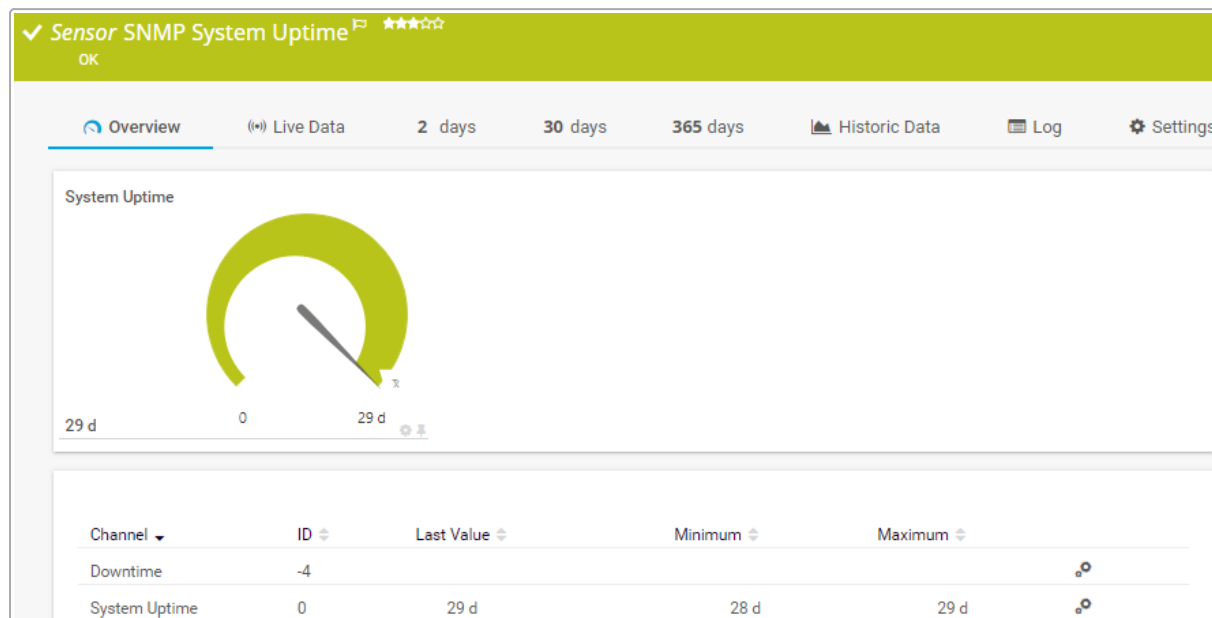 Sensor SNMP System Uptime
OK
Overview Live Data 2 days 30 days 365 days Historic Data Log Settings
System Uptime
0 29 d
29 d
Channel ID Last Value Minimum Maximum
Downtime -4
System Uptime 0 29 d 28 d 29 d